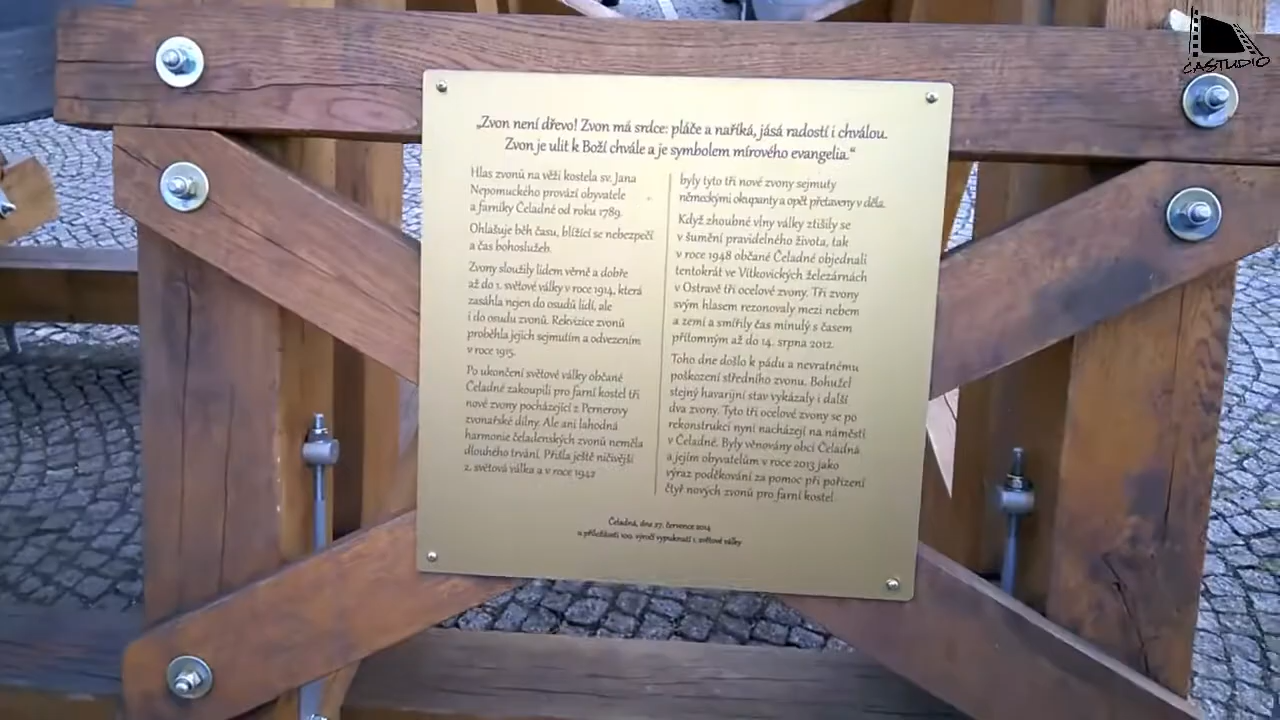 „Zvon není dřevo! Zvon má srdce: pláče a naříká, jásá radostí i chválou.
Zvon je ulit k Boží chvále a je symbolem mírového evangelia.“
Hlas zvonů na věži kostela sv. Jana
Nepomuckého provází obyvatele
a farníky Čeladné od roku 1789.
Ohlašuje běh času, blížící se nebezpečí
a čas bohoslužeb.
Zvony sloužily lidem věrně a dobře
až do 1. světové války v roce 1914, která
zasáhla nejen do osudů lidí, ale
i do osudu zvonů. Rekvizice zvonů
proběhla jejich sejmutím a odvezením
v roce 1915.
Po ukončení světové války občané
Čeladné zakoupili pro farní kostel tři
nové zvony pocházející z Pernerovy
zvonařské dílny. Ale ani lahodná
harmonie čeladenských zvonů neměla
dlouhého trvání. Přišla ještě ničivější
2. světová válka a v roce 1942
byly tyto tři nové zvony sejmuty
německými okupanty a opět přetaveny v děla.
Když zhoubné vlny války ztišily se
v šumění pravidelného života, tak
v roce 1948 občané Čeladné objednali
tentokrát ve Vítkovických železárnách
v Ostravě tři ocelové zvony. Tři zvony
svým hlasem rezonovaly mezi nebem
a zemí a smířily čas minulý s časem
přítomným až do 14. srpna 2012.
Toho dne došlo k pádu a nevratnému
poškození středního zvonu. Bohužel
stejný havarijní stav vykázaly i další
dva zvony. Tyto tři ocelové zvony se po
rekonstrukci nyní nacházejí na náměstí
v Čeladné. Byly věnovány obci Čeladná
a jejím obyvatelům v roce 2013 jako
výraz poděkování za pomoc při pořízení
čtyř nových zvonů pro farní kostel.
Čeladná, dne 27. července 2014
u příležitosti 100. výročí vypuknutí 1. světové války
ČASTUDIO